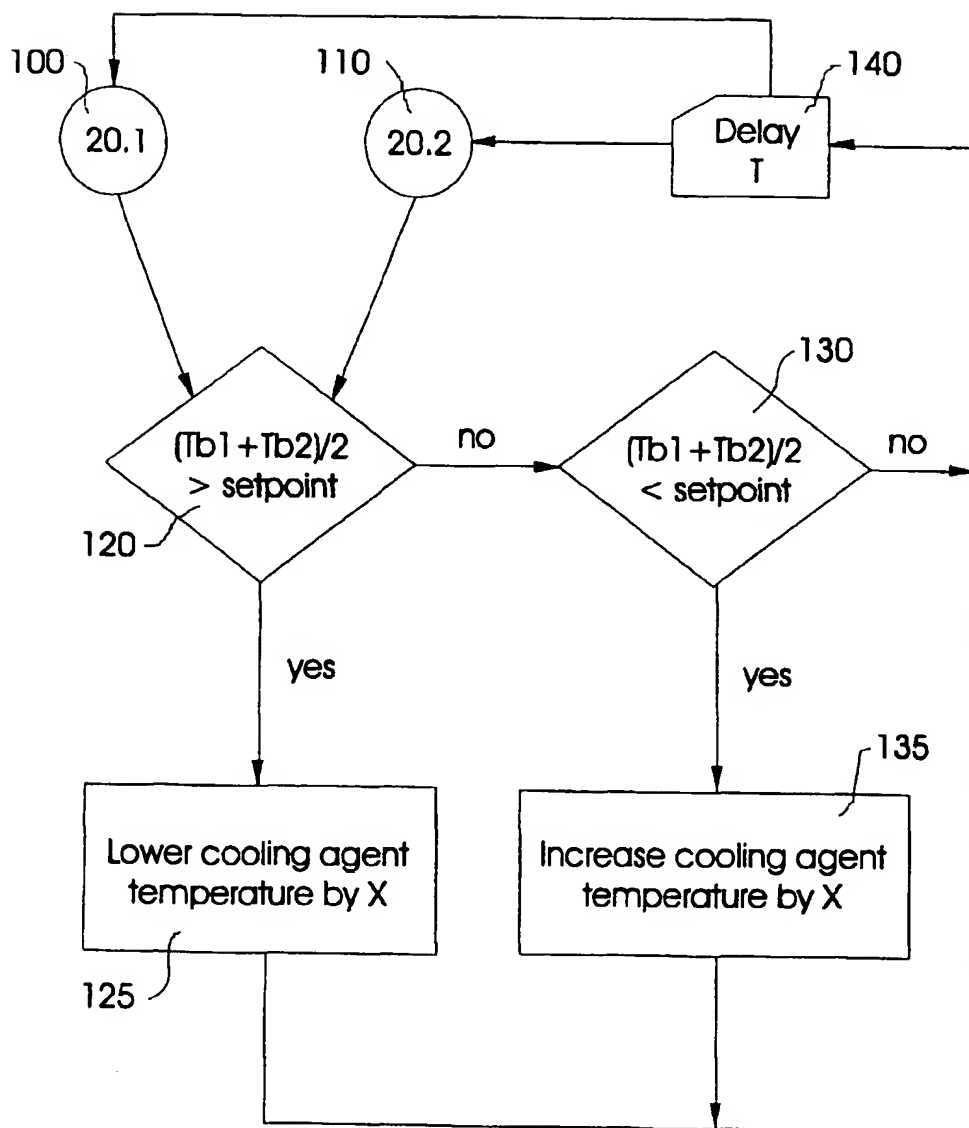 100
110
140
20.1
20.2
Delay
T
130
(Tb1+Tb2)/2
> setpoint
no
(Tb1+Tb2)/2
< setpoint
no
120
yes
yes
135
Lower cooling agent
temperature by X
Increase cooling agent
temperature by X
125